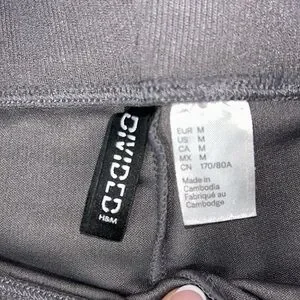 DIVIDED
H&M
EUR M
US M
CA M
MX M
CN 170/80A
Made in
Cambodia
Fabriqué au
Cambodge